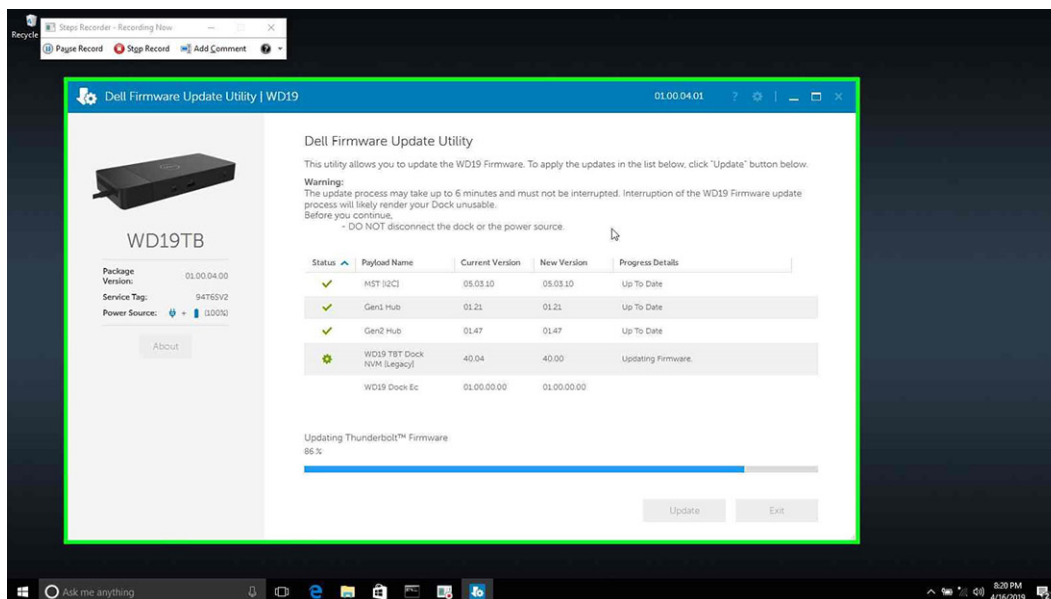 Recycle
Steps Recorder - Recording Now
Pause Record Stop Record Add Comment
Dell Firmware Update Utility | WD19 01.00.04.01
WD19TB
Package Version: 01.00.04.00
Service Tag: 94T6SV2
Power Source: + (100%)
About
Dell Firmware Update Utility
This utility allows you to update the WD19 Firmware. To apply the updates in the list below, click "Update" button below.
Warning:
The update process may take up to 6 minutes and must not be interrupted. Interruption of the WD19 Firmware update
process will likely render your Dock unusable.
Before you continue,
- DO NOT disconnect the dock or the power source.
Status Payload Name Current Version New Version Progress Details
MST [I2C] 05.03.10 05.03.10 Up To Date
Gen1 Hub 01.21 01.21 Up To Date
Gen2 Hub 01.47 01.47 Up To Date
WD19 TBT Dock NVM [Legacy] 40.04 40.00 Updating Firmware.
WD19 Dock Ec 01.00.00.00 01.00.00.00
Updating Thunderbolt™ Firmware
86 %
Update Exit
Ask me anything
8:20 PM
4/16/2019